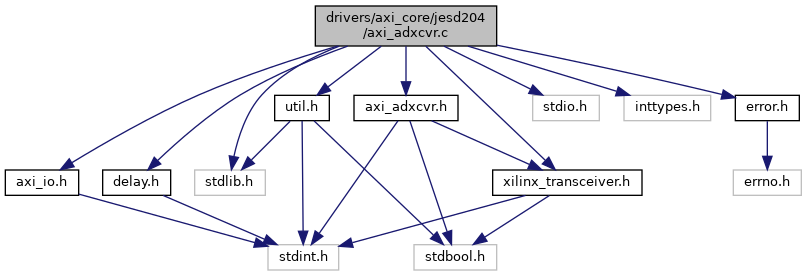 drivers/axi_core/jesd204
/axi_adxcvr.c
util.h
axi_adxcvr.h
stdio.h
inttypes.h
error.h
axi_io.h
delay.h
stdlib.h
xilinx_transceiver.h
errno.h
stdint.h
stdbool.h